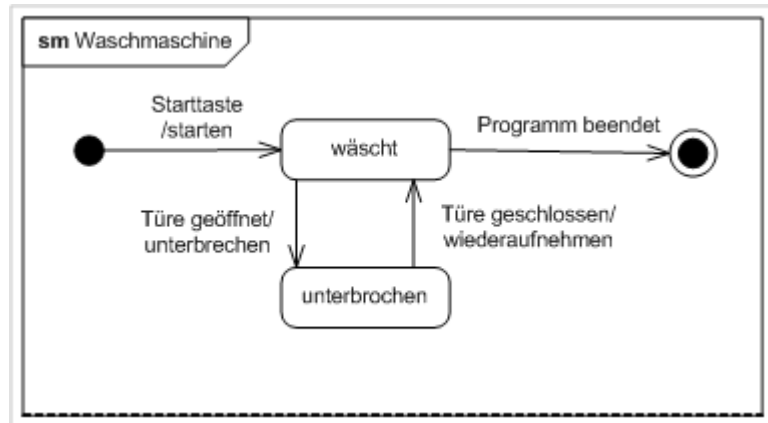 sm Waschmaschine
Starttaste
/starten
wäscht
Programm beendet
Türe geöffnet/
unterbrechen
Türe geschlossen/
wiederaufnehmen
unterbrochen